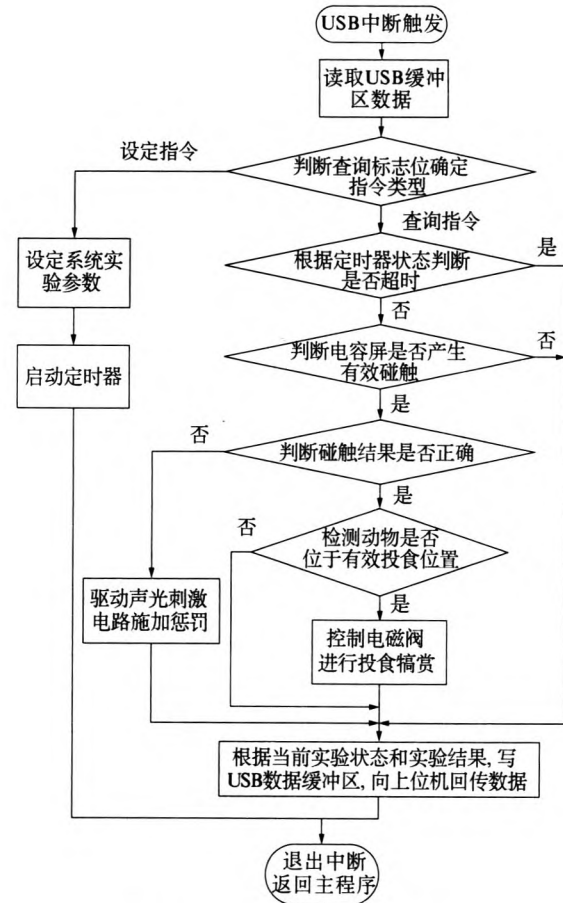 USB中断触发
读取USB缓冲
区数据
设定指令
判断查询标志位确定
指令类型
查询指令
是
设定系统实
验参数
根据定时器状态判断
是否超时
否
否
启动定时器
判断电容屏是否产生
有效碰触
是
否
判断碰触结果是否正确
是
否
检测动物是否
位于有效投食位置
是
驱动声光刺激
电路施加惩罚
控制电磁阀
进行投食犒赏
根据当前实验状态和实验结果, 写
USB数据缓冲区, 向上位机回传数据
退出中断
返回主程序